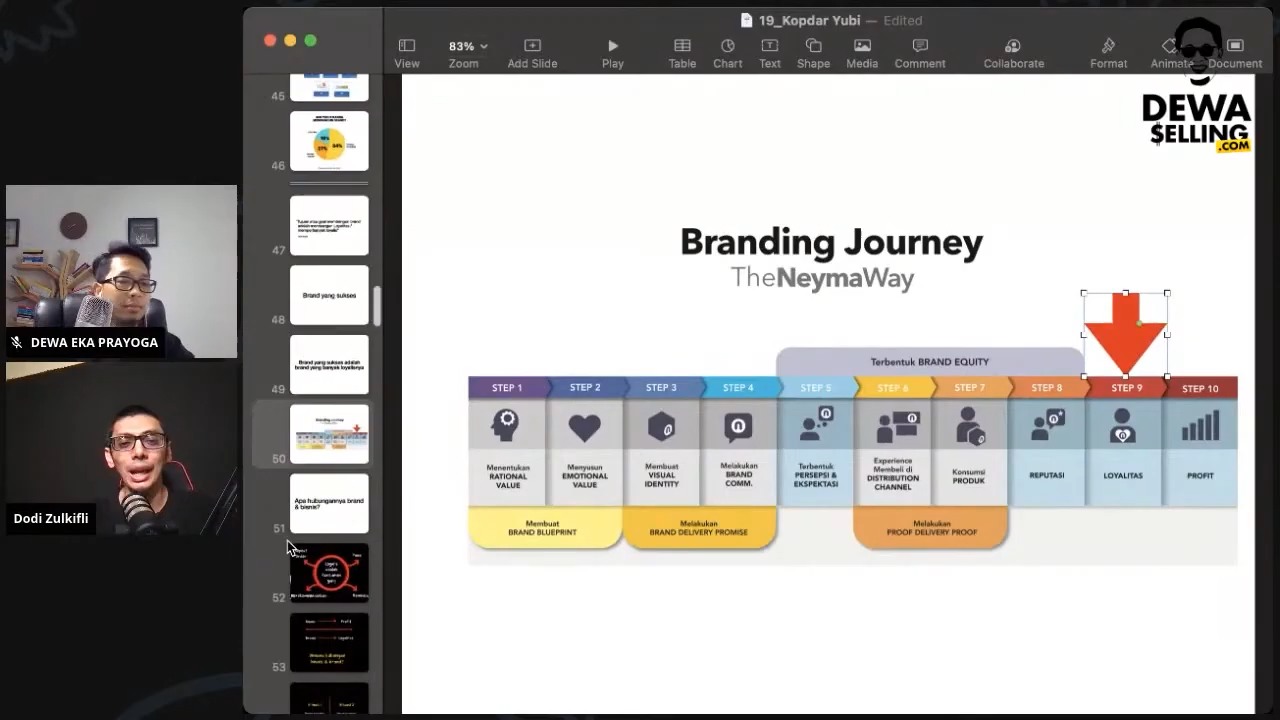 19_Kopdar Yubi — Edited
83%
View
Zoom
Add Slide
Play
Table
Chart
Text
Shape
Media
Comment
Collaborate
Format
Animate
Document
DEWA
SELLING
.COM
45
46
47
Brand yang sukses
48
Brand yang sukses adalah
brand yang banyak loyalisnya
49
50
Apa hubungannya brand
& bisnis?
51
52
53
DEWA EKA PRAYOGA
Dodi Zulkifli
Branding Journey
TheNeymaWay
Terbentuk BRAND EQUITY
STEP 1
STEP 2
STEP 3
STEP 4
STEP 5
STEP 6
STEP 7
STEP 8
STEP 9
STEP 10
Menentukan
RATIONAL
VALUE
Menyusun
EMOTIONAL
VALUE
Membuat
VISUAL
IDENTITY
Melakukan
BRAND
COMM.
Terbentuk
PERSEPSI &
EKSPEKTASI
Experience
Membeli di
DISTRIBUTION
CHANNEL
Konsumsi
PRODUK
REPUTASI
LOYALITAS
PROFIT
Membuat
BRAND BLUEPRINT
Melakukan
BRAND DELIVERY PROMISE
Melakukan
PROOF DELIVERY PROOF